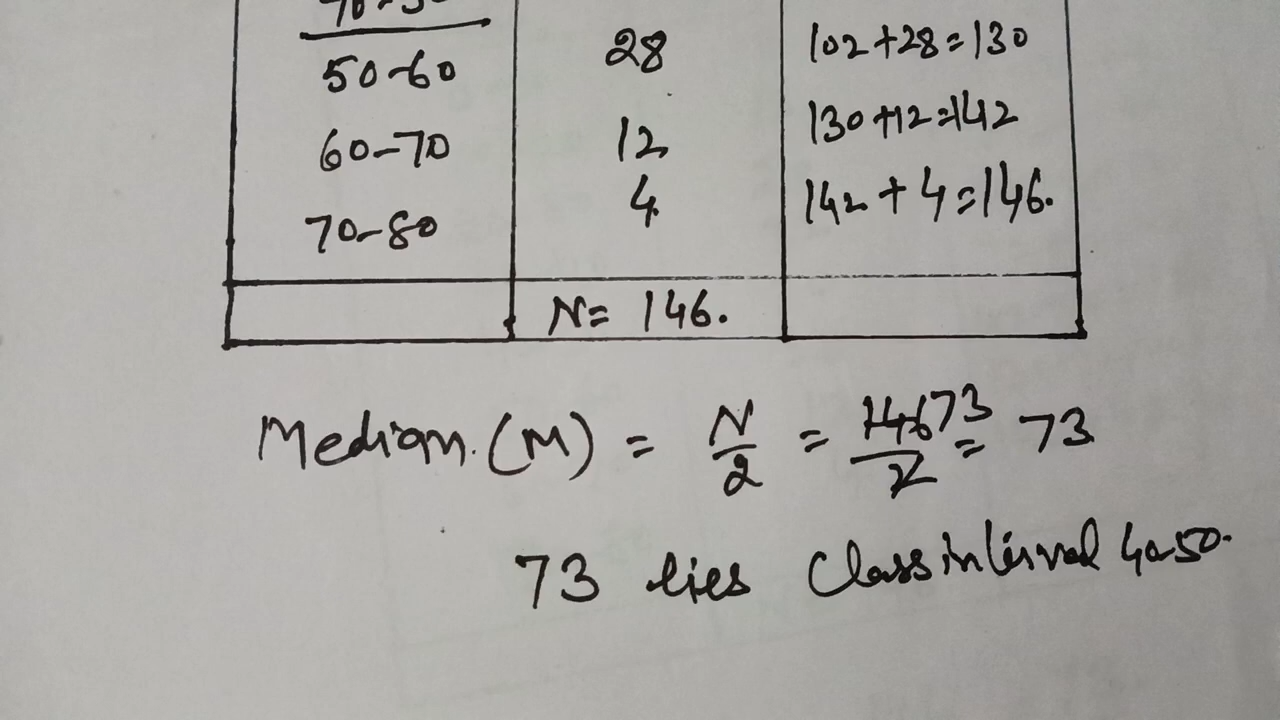 50-60 28 102+28=130
60-70 12 130+12=142
70-80 4 142+4=146.
N= 146.
Median.(M) = N/2 = 146/2 73 = 73
73 lies Class interval 40-50.